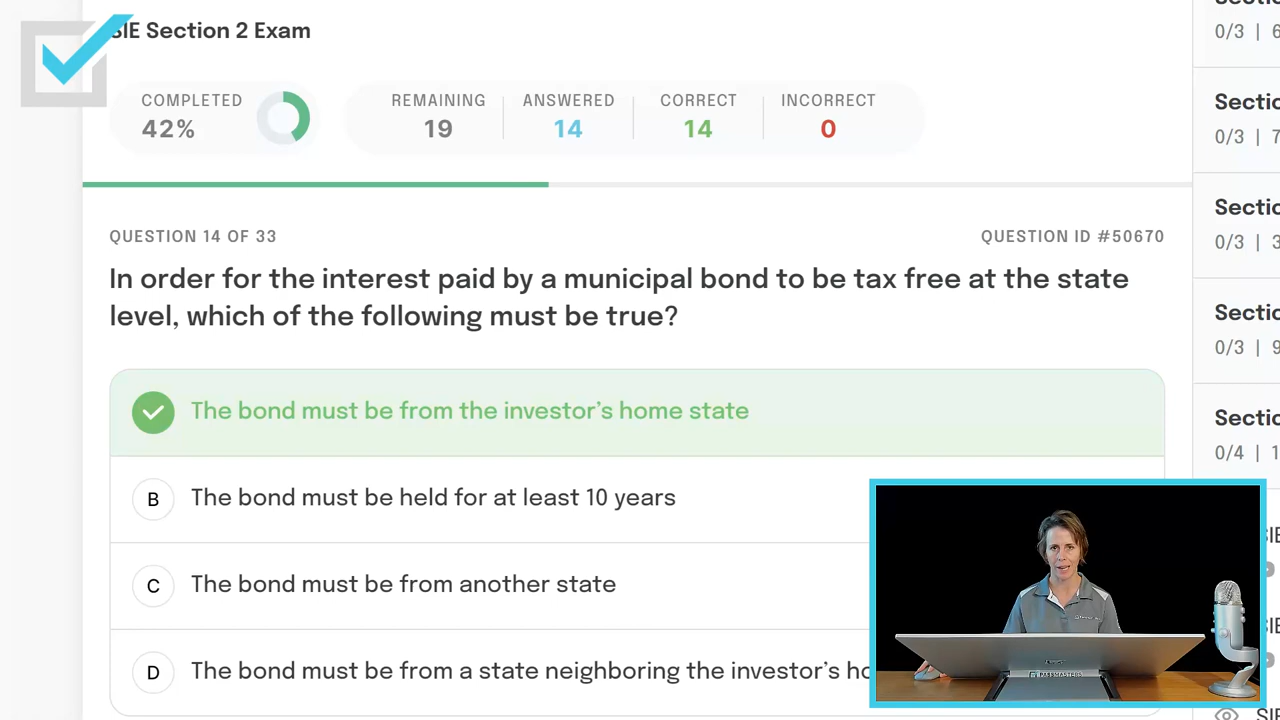 SIE Section 2 Exam
COMPLETED
42%
REMAINING
19
ANSWERED
14
CORRECT
14
INCORRECT
0
QUESTION 14 OF 33
QUESTION ID #50670
In order for the interest paid by a municipal bond to be tax free at the state
level, which of the following must be true?
The bond must be from the investor’s home state
B The bond must be held for at least 10 years
C The bond must be from another state
D The bond must be from a state neighboring the investor’s
0/3 |
Sectio
0/3 |
Sectio
0/3 |
Sectio
0/3 |
Sectio
0/4 |
PASSMASTERS